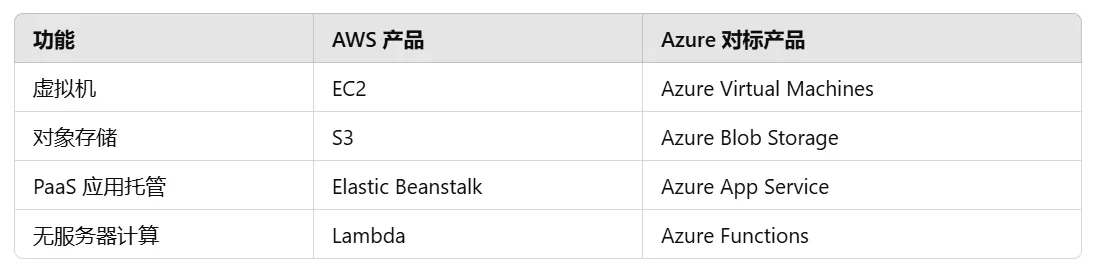 功能 AWS 产品 Azure 对标产品
虚拟机 EC2 Azure Virtual Machines
对象存储 S3 Azure Blob Storage
PaaS 应用托管 Elastic Beanstalk Azure App Service
无服务器计算 Lambda Azure Functions